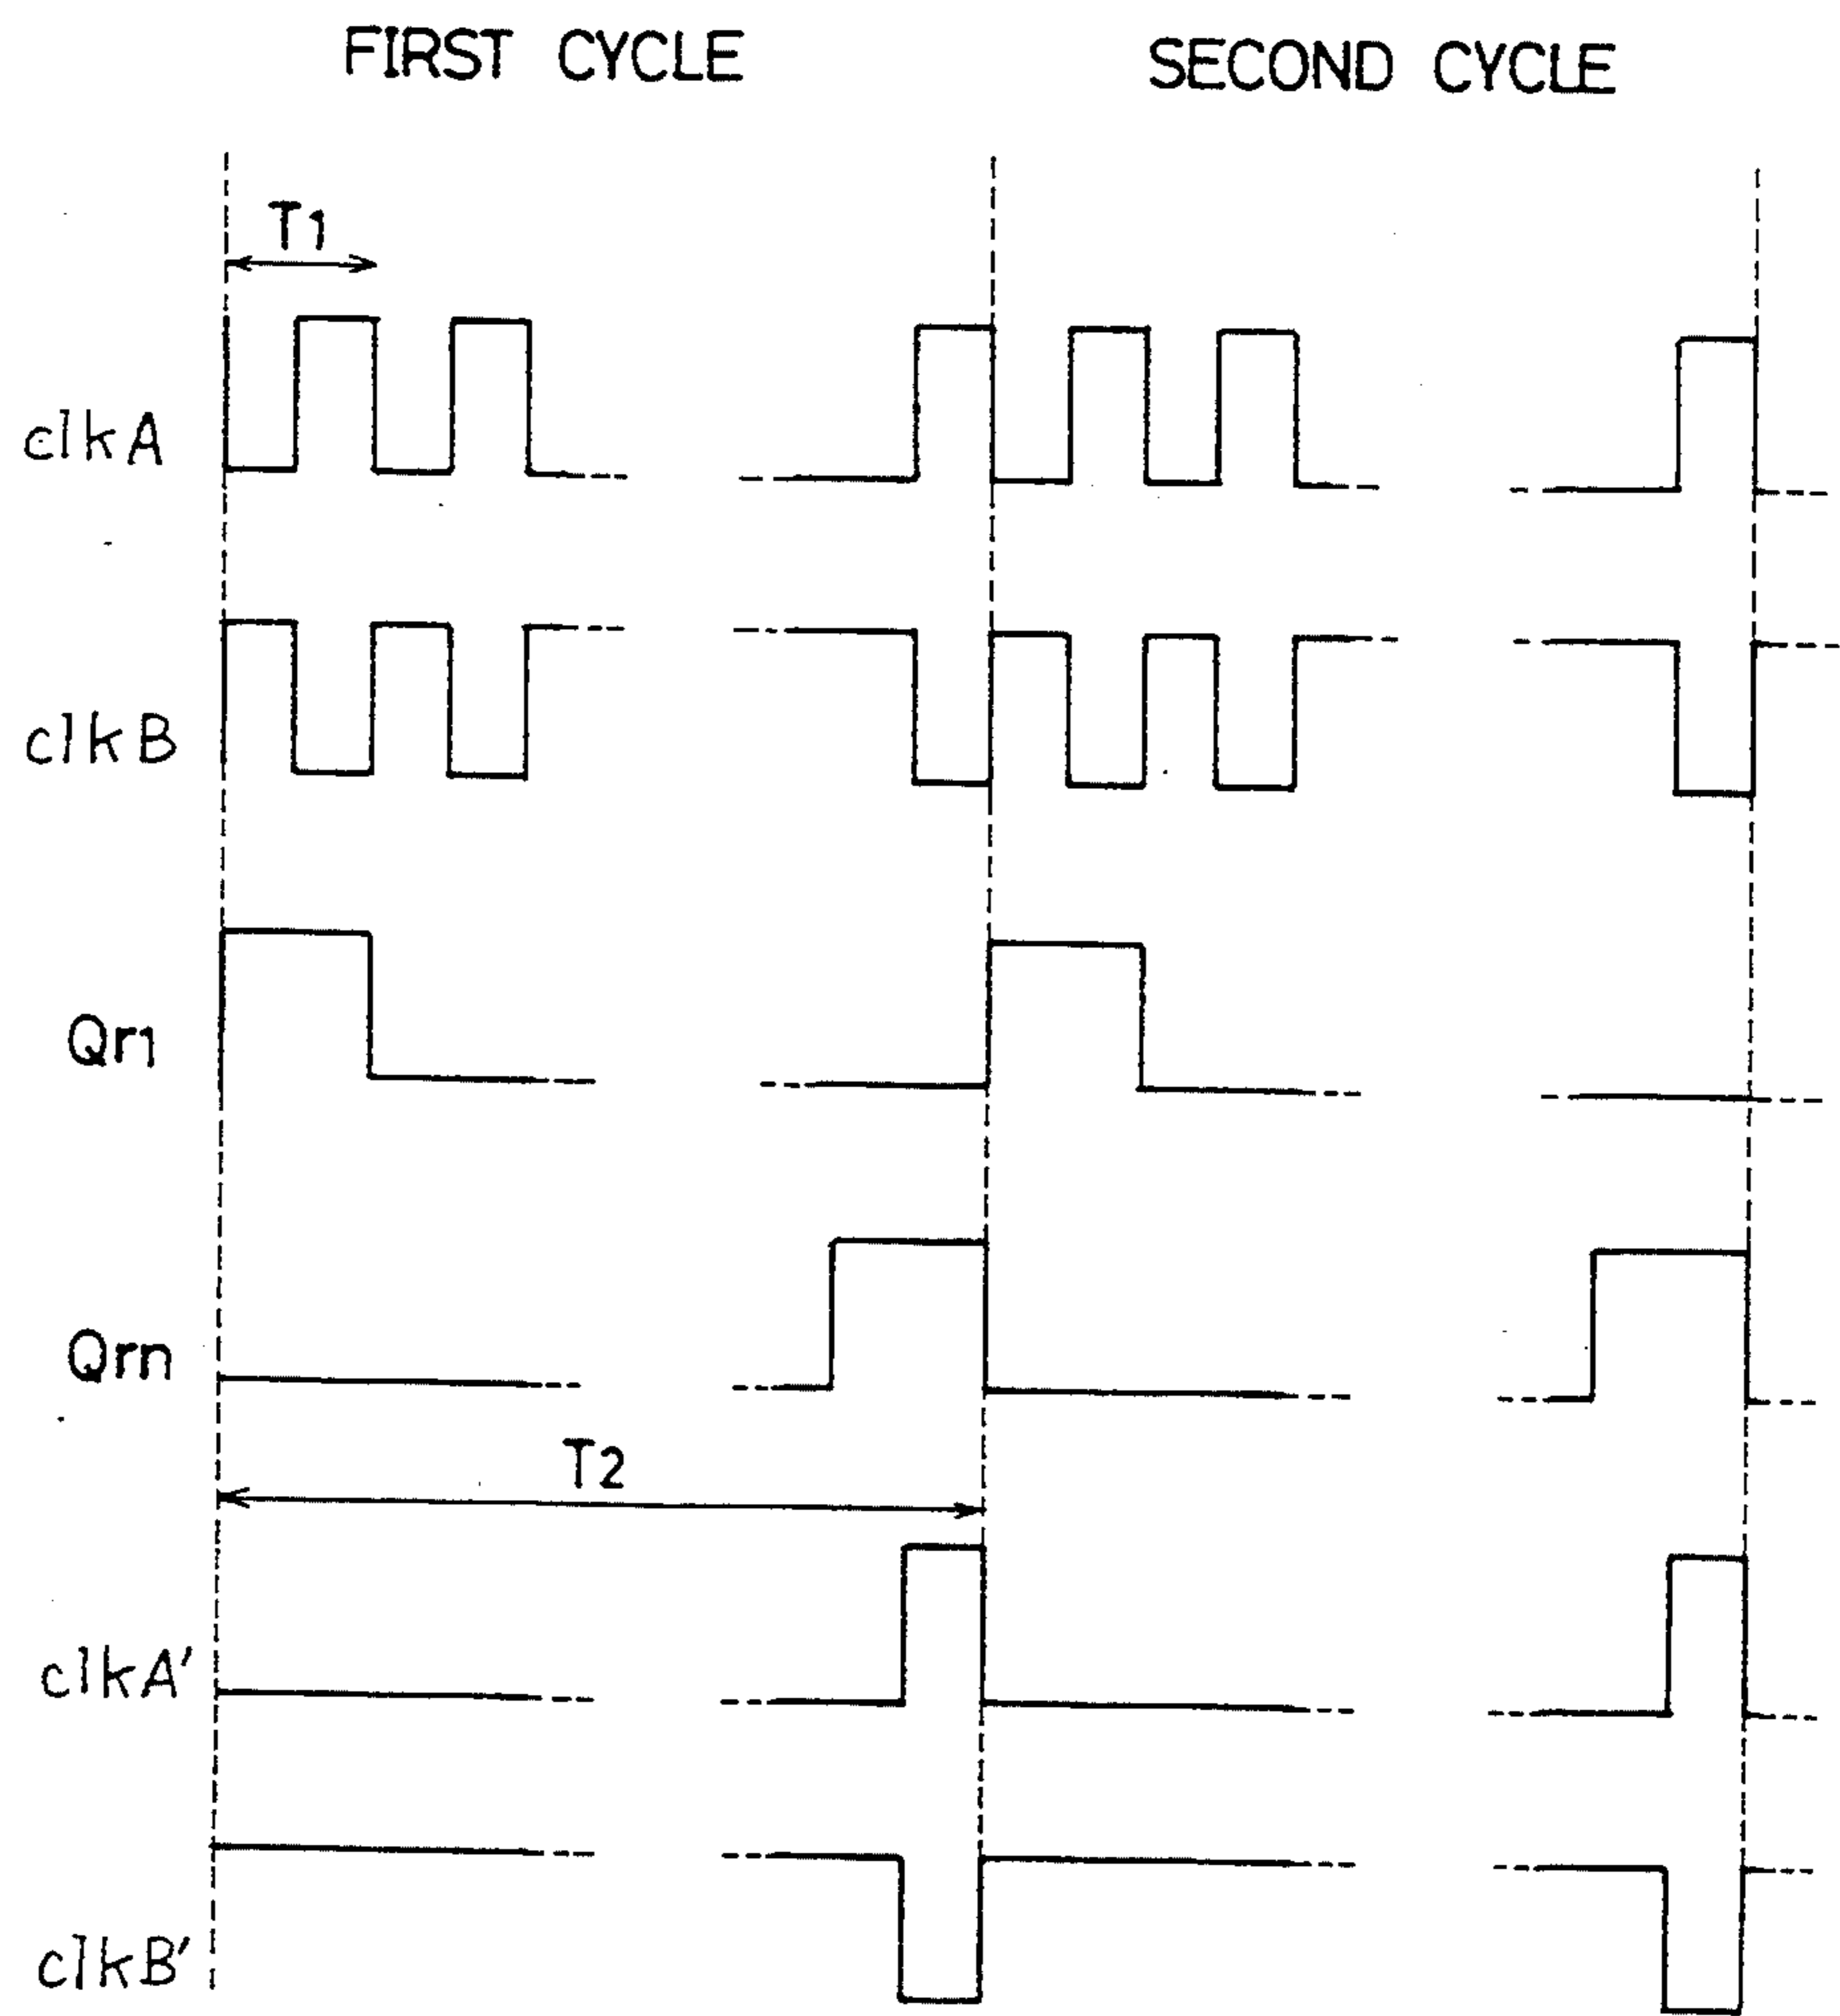 FIRST CYCLE SECOND CYCLE
T1
clkA
clkB
Qr1
Qrn
T2
clkA'
clkB'